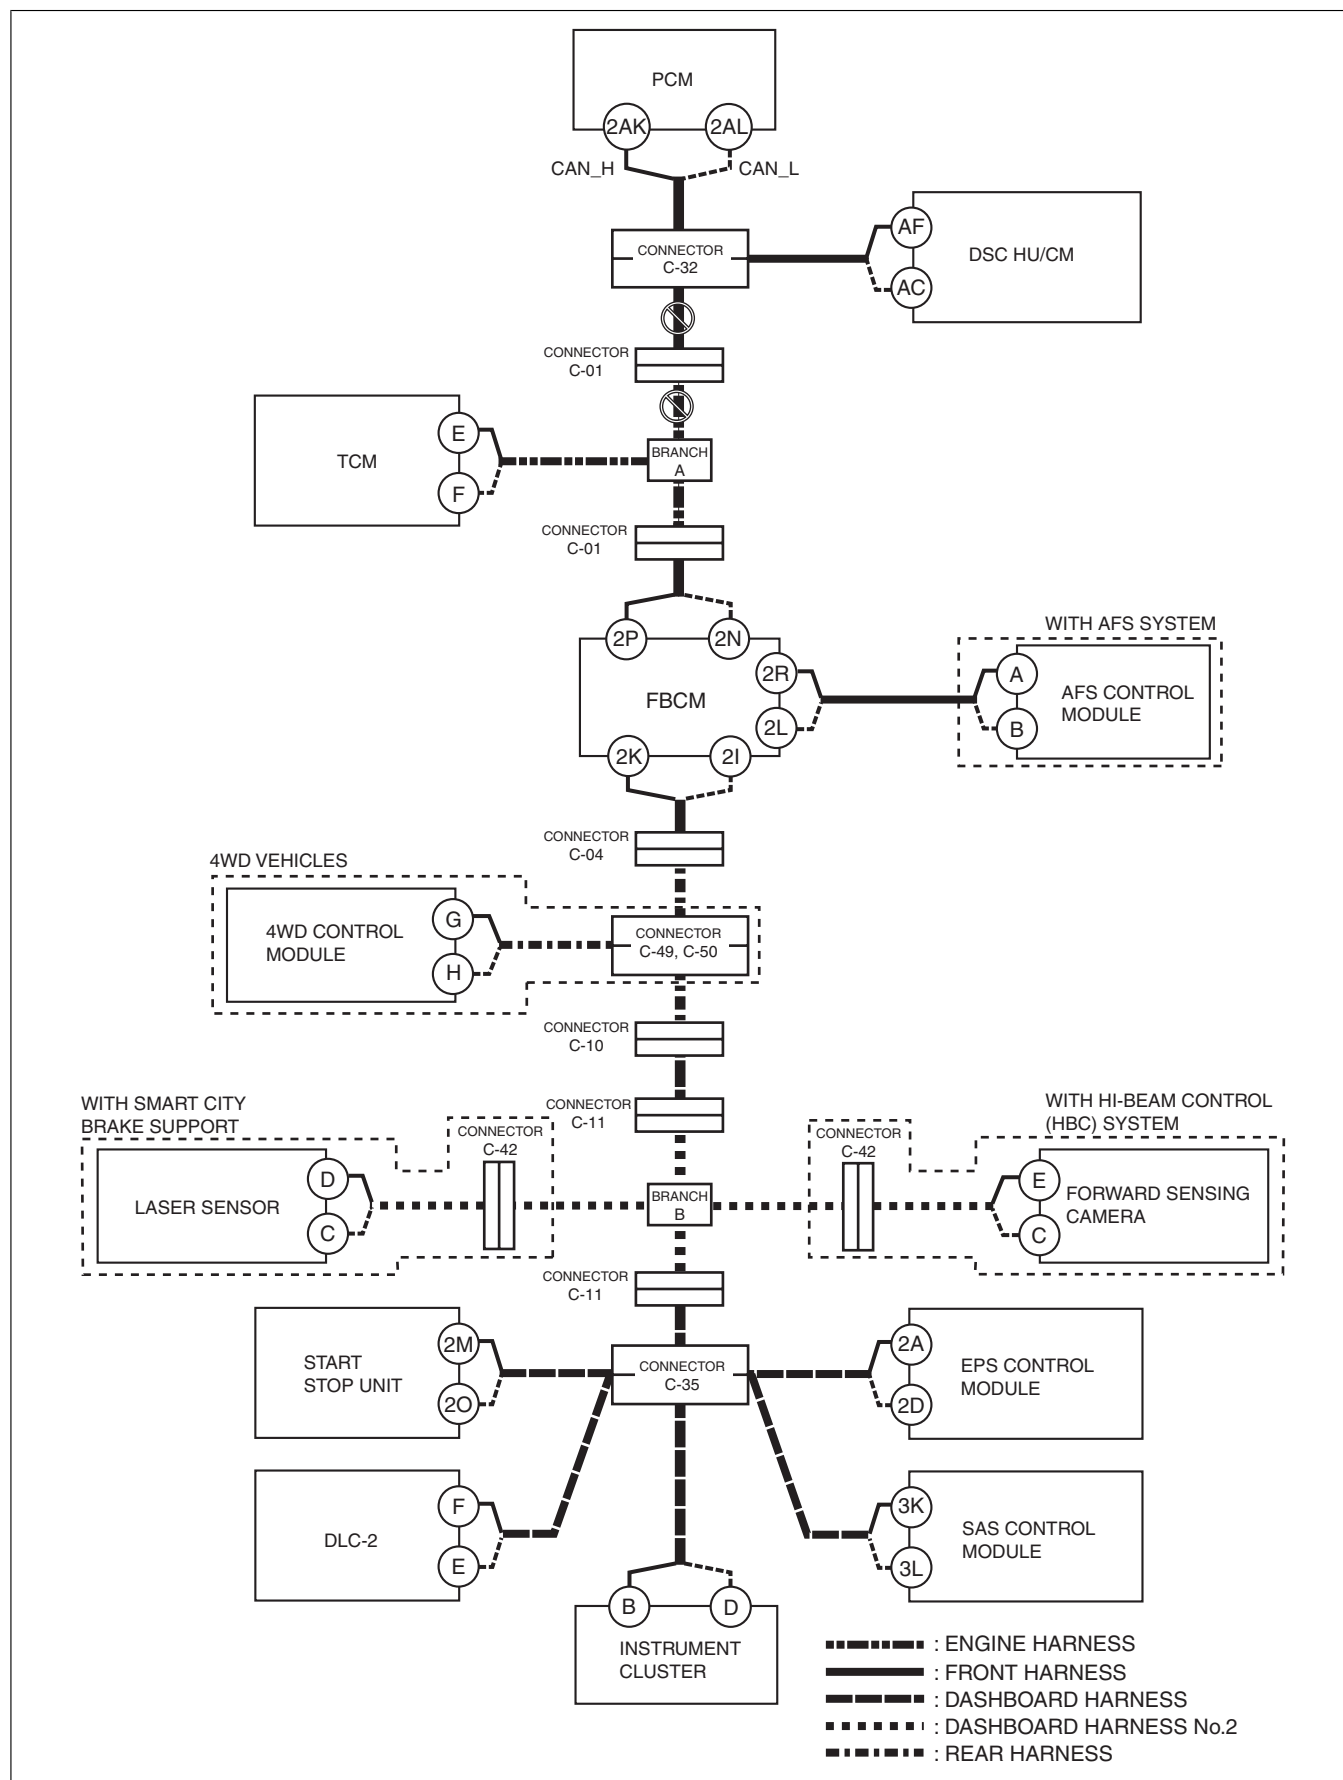 PCM
2AK
2AL
CAN_H
CAN_L
CONNECTOR
C-32
AF
AC
DSC HU/CM
CONNECTOR
C-01
TCM
E
F
BRANCH
A
CONNECTOR
C-01
2P
2N
2R
2L
FBCM
2K
2I
WITH AFS SYSTEM
A
B
AFS CONTROL
MODULE
CONNECTOR
C-04
4WD VEHICLES
4WD CONTROL
MODULE
G
H
CONNECTOR
C-49, C-50
CONNECTOR
C-10
CONNECTOR
C-11
WITH SMART CITY
BRAKE SUPPORT
LASER SENSOR
D
C
CONNECTOR
C-42
BRANCH
B
CONNECTOR
C-42
WITH HI-BEAM CONTROL
(HBC) SYSTEM
E
C
FORWARD SENSING
CAMERA
CONNECTOR
C-11
START
STOP UNIT
2M
2O
CONNECTOR
C-35
2A
2D
EPS CONTROL
MODULE
DLC-2
F
E
3K
3L
SAS CONTROL
MODULE
B
D
INSTRUMENT
CLUSTER
: ENGINE HARNESS
: FRONT HARNESS
: DASHBOARD HARNESS
: DASHBOARD HARNESS No.2
: REAR HARNESS